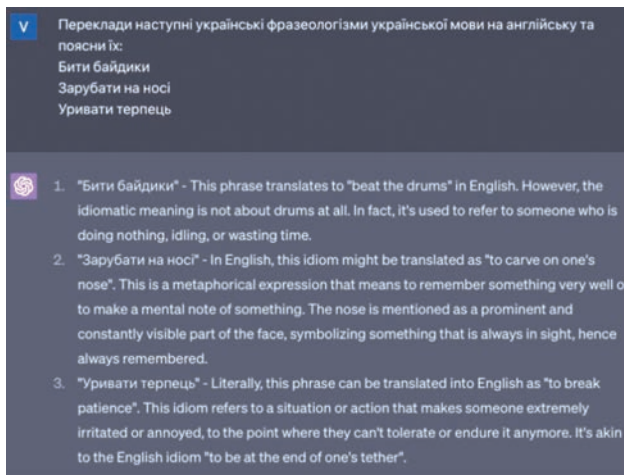 V
Переклади наступні українські фразеологізми української мови на англійську та
поясни їх:
Бити байдики
Зарубати на носі
Уривати терпець
1. "Бити байдики" - This phrase translates to "beat the drums" in English. However, the
idiomatic meaning is not about drums at all. In fact, it's used to refer to someone who is
doing nothing, idling, or wasting time.
2. "Зарубати на носі" - In English, this idiom might be translated as "to carve on one's
nose". This is a metaphorical expression that means to remember something very well o
to make a mental note of something. The nose is mentioned as a prominent and
constantly visible part of the face, symbolizing something that is always in sight, hence
always remembered.
3. "Уривати терпець" - Literally, this phrase can be translated into English as "to break
patience". This idiom refers to a situation or action that makes someone extremely
irritated or annoyed, to the point where they can't tolerate or endure it anymore. It's akin
to the English idiom "to be at the end of one's tether".